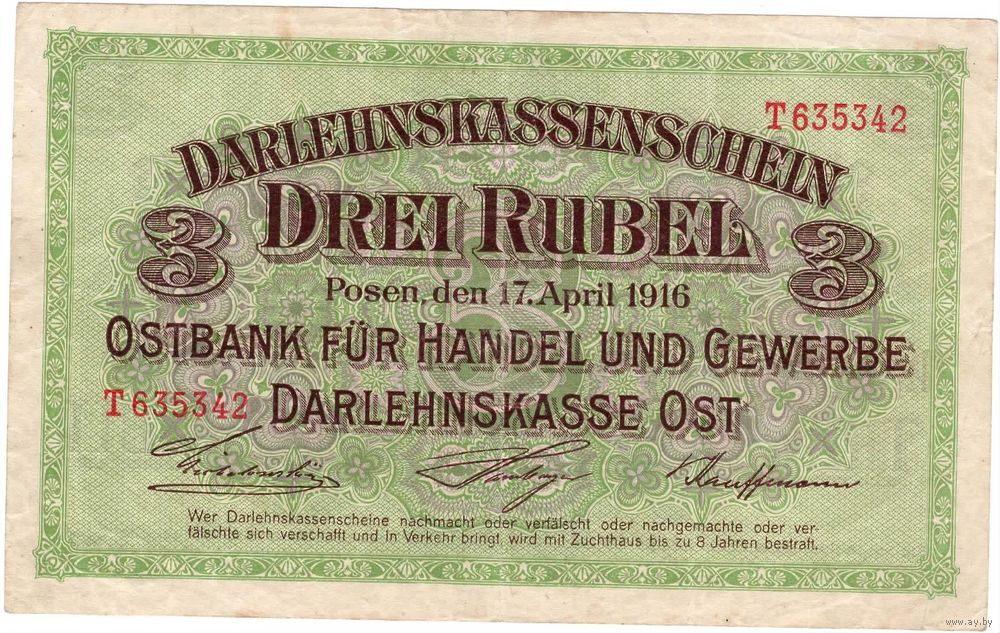 T635342
DARLEHNSKASSENSCHEIN
DREI RUBEL
3 3
Posen, den 17. April 1916
OSTBANK FÜR HANDEL UND GEWERBE
T635342 DARLEHNSKASSE OST
Hamburger Kauffmann
Wer Darlehnskassenscheine nachmacht oder verfälscht oder nachgemachte oder ver-
fälschte sich verschafft und in Verkehr bringt, wird mit Zuchthaus bis zu 8 Jahren bestraft.
www.ay.by